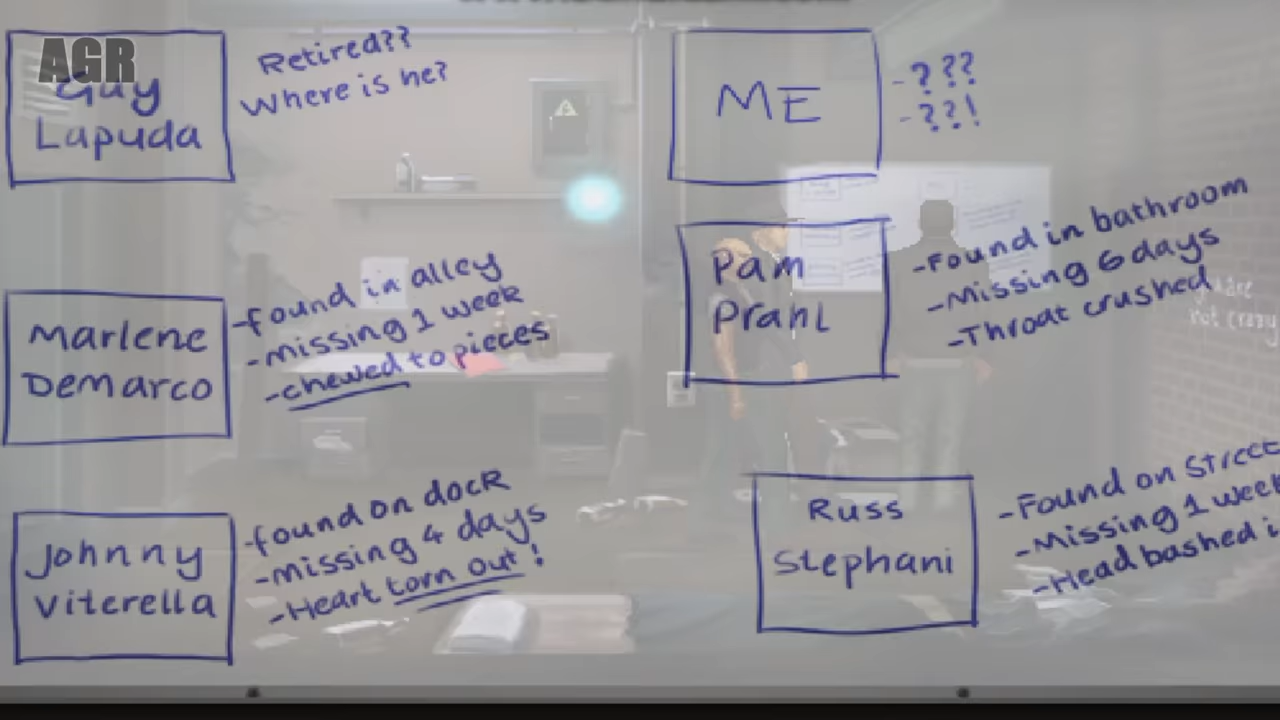 AGR
Guy
Lapuda
Retired??
Where is he?
ME
-???
-??!
Marlene
DeMarco
-found in alley
-missing 1 week
-chewed to pieces
Pam
Prahl
-Found in bathroom
-Missing 6 days
-Throat crushed
Johnny
Viterella
-found on dock
-missing 4 days
-Heart torn out!
Russ
Stephani
-Found on Street
-Missing 1 week
-Head bashed i
not crazy